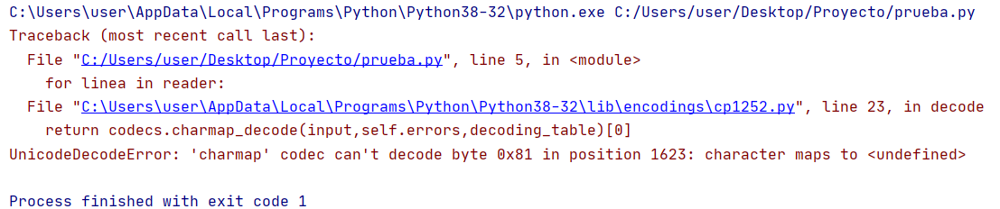 C:\Users\user\AppData\Local\Programs\Python\Python38-32\python.exe C:/Users/user/Desktop/Proyecto/prueba.py
Traceback (most recent call last):
  File "C:/Users/user/Desktop/Proyecto/prueba.py", line 5, in <module>
    for linea in reader:
  File "C:\Users\user\AppData\Local\Programs\Python\Python38-32\lib\encodings\cp1252.py", line 23, in decode
    return codecs.charmap_decode(input,self.errors,decoding_table)[0]
UnicodeDecodeError: 'charmap' codec can't decode byte 0x81 in position 1623: character maps to <undefined>
Process finished with exit code 1